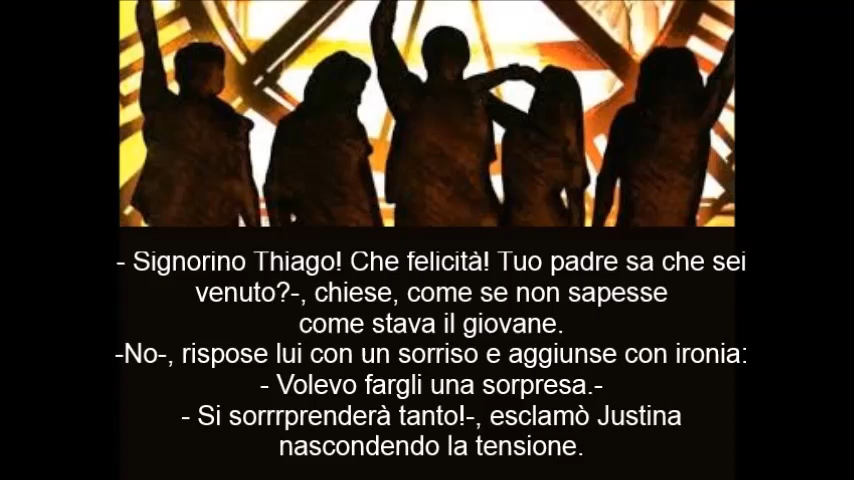 - Signorino Thiago! Che felicità! Tuo padre sa che sei
venuto?-, chiese, come se non sapesse
come stava il giovane.
-No-, rispose lui con un sorriso e aggiunse con ironia:
- Volevo fargli una sorpresa.-
- Si sorrrprenderà tanto!-, esclamò Justina
nascondendo la tensione.